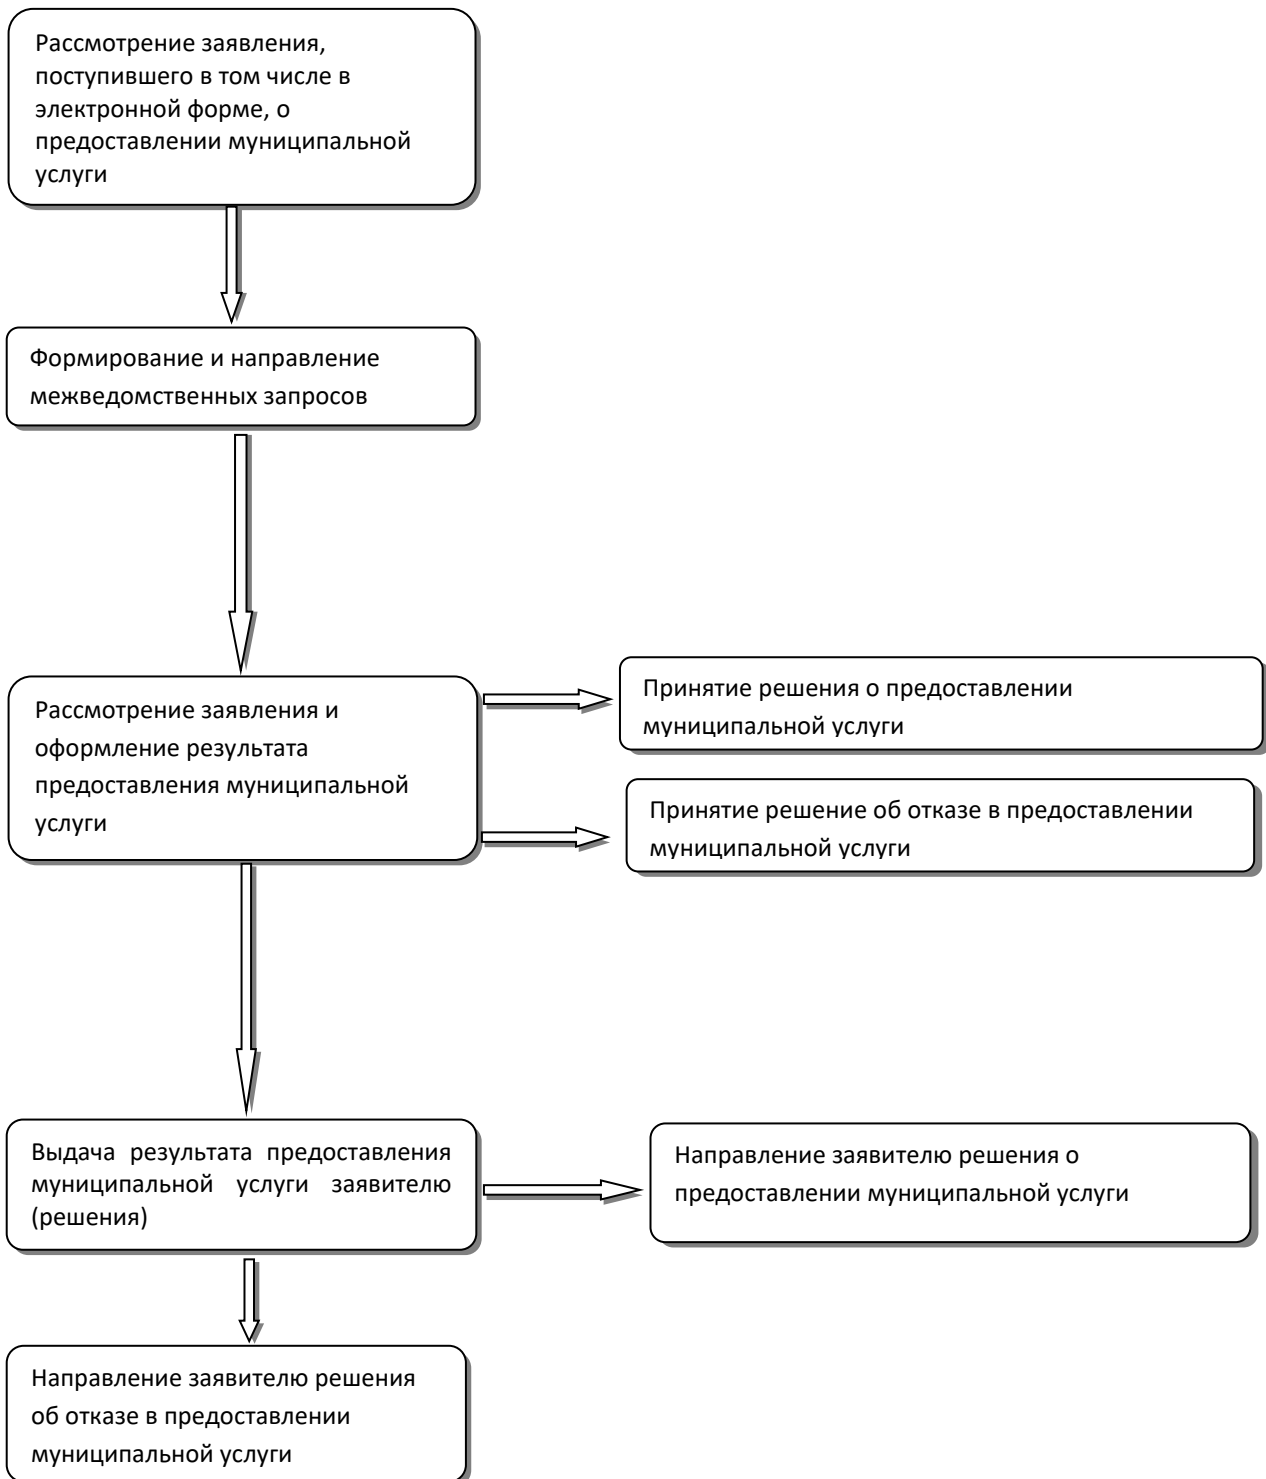 Рассмотрение заявления,
поступившего в том числе в
электронной форме, о
предоставлении муниципальной
услуги
Формирование и направление
межведомственных запросов
Рассмотрение заявления и
оформление результата
предоставления муниципальной
услуги
Принятие решения о предоставлении
муниципальной услуги
Принятие решение об отказе в предоставлении
муниципальной услуги
Выдача результата предоставления
муниципальной услуги заявителю
(решения)
Направление заявителю решения о
предоставлении муниципальной услуги
Направление заявителю решения
об отказе в предоставлении
муниципальной услуги